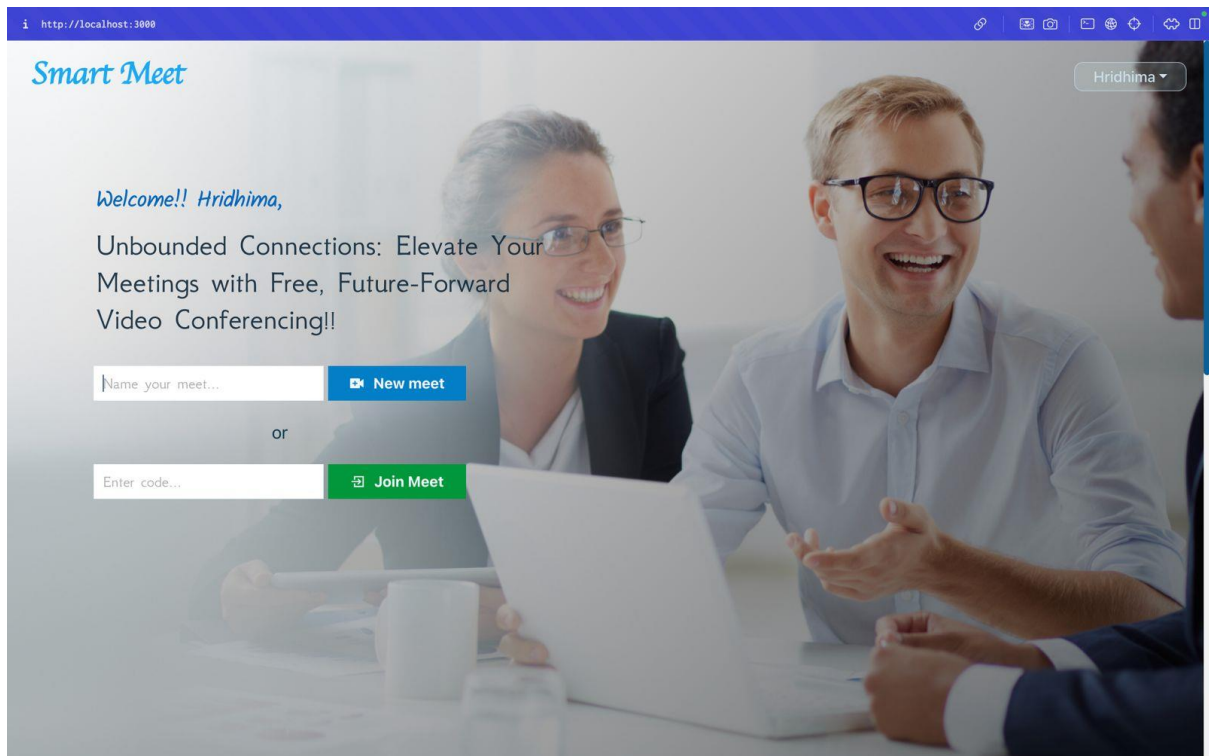 http://localhost:3000
Smart Meet
Hridhima
Welcome!! Hridhima,
Unbounded Connections: Elevate Your
Meetings with Free, Future-Forward
Video Conferencing!!
Name your meet...
New meet
or
Enter code...
Join Meet